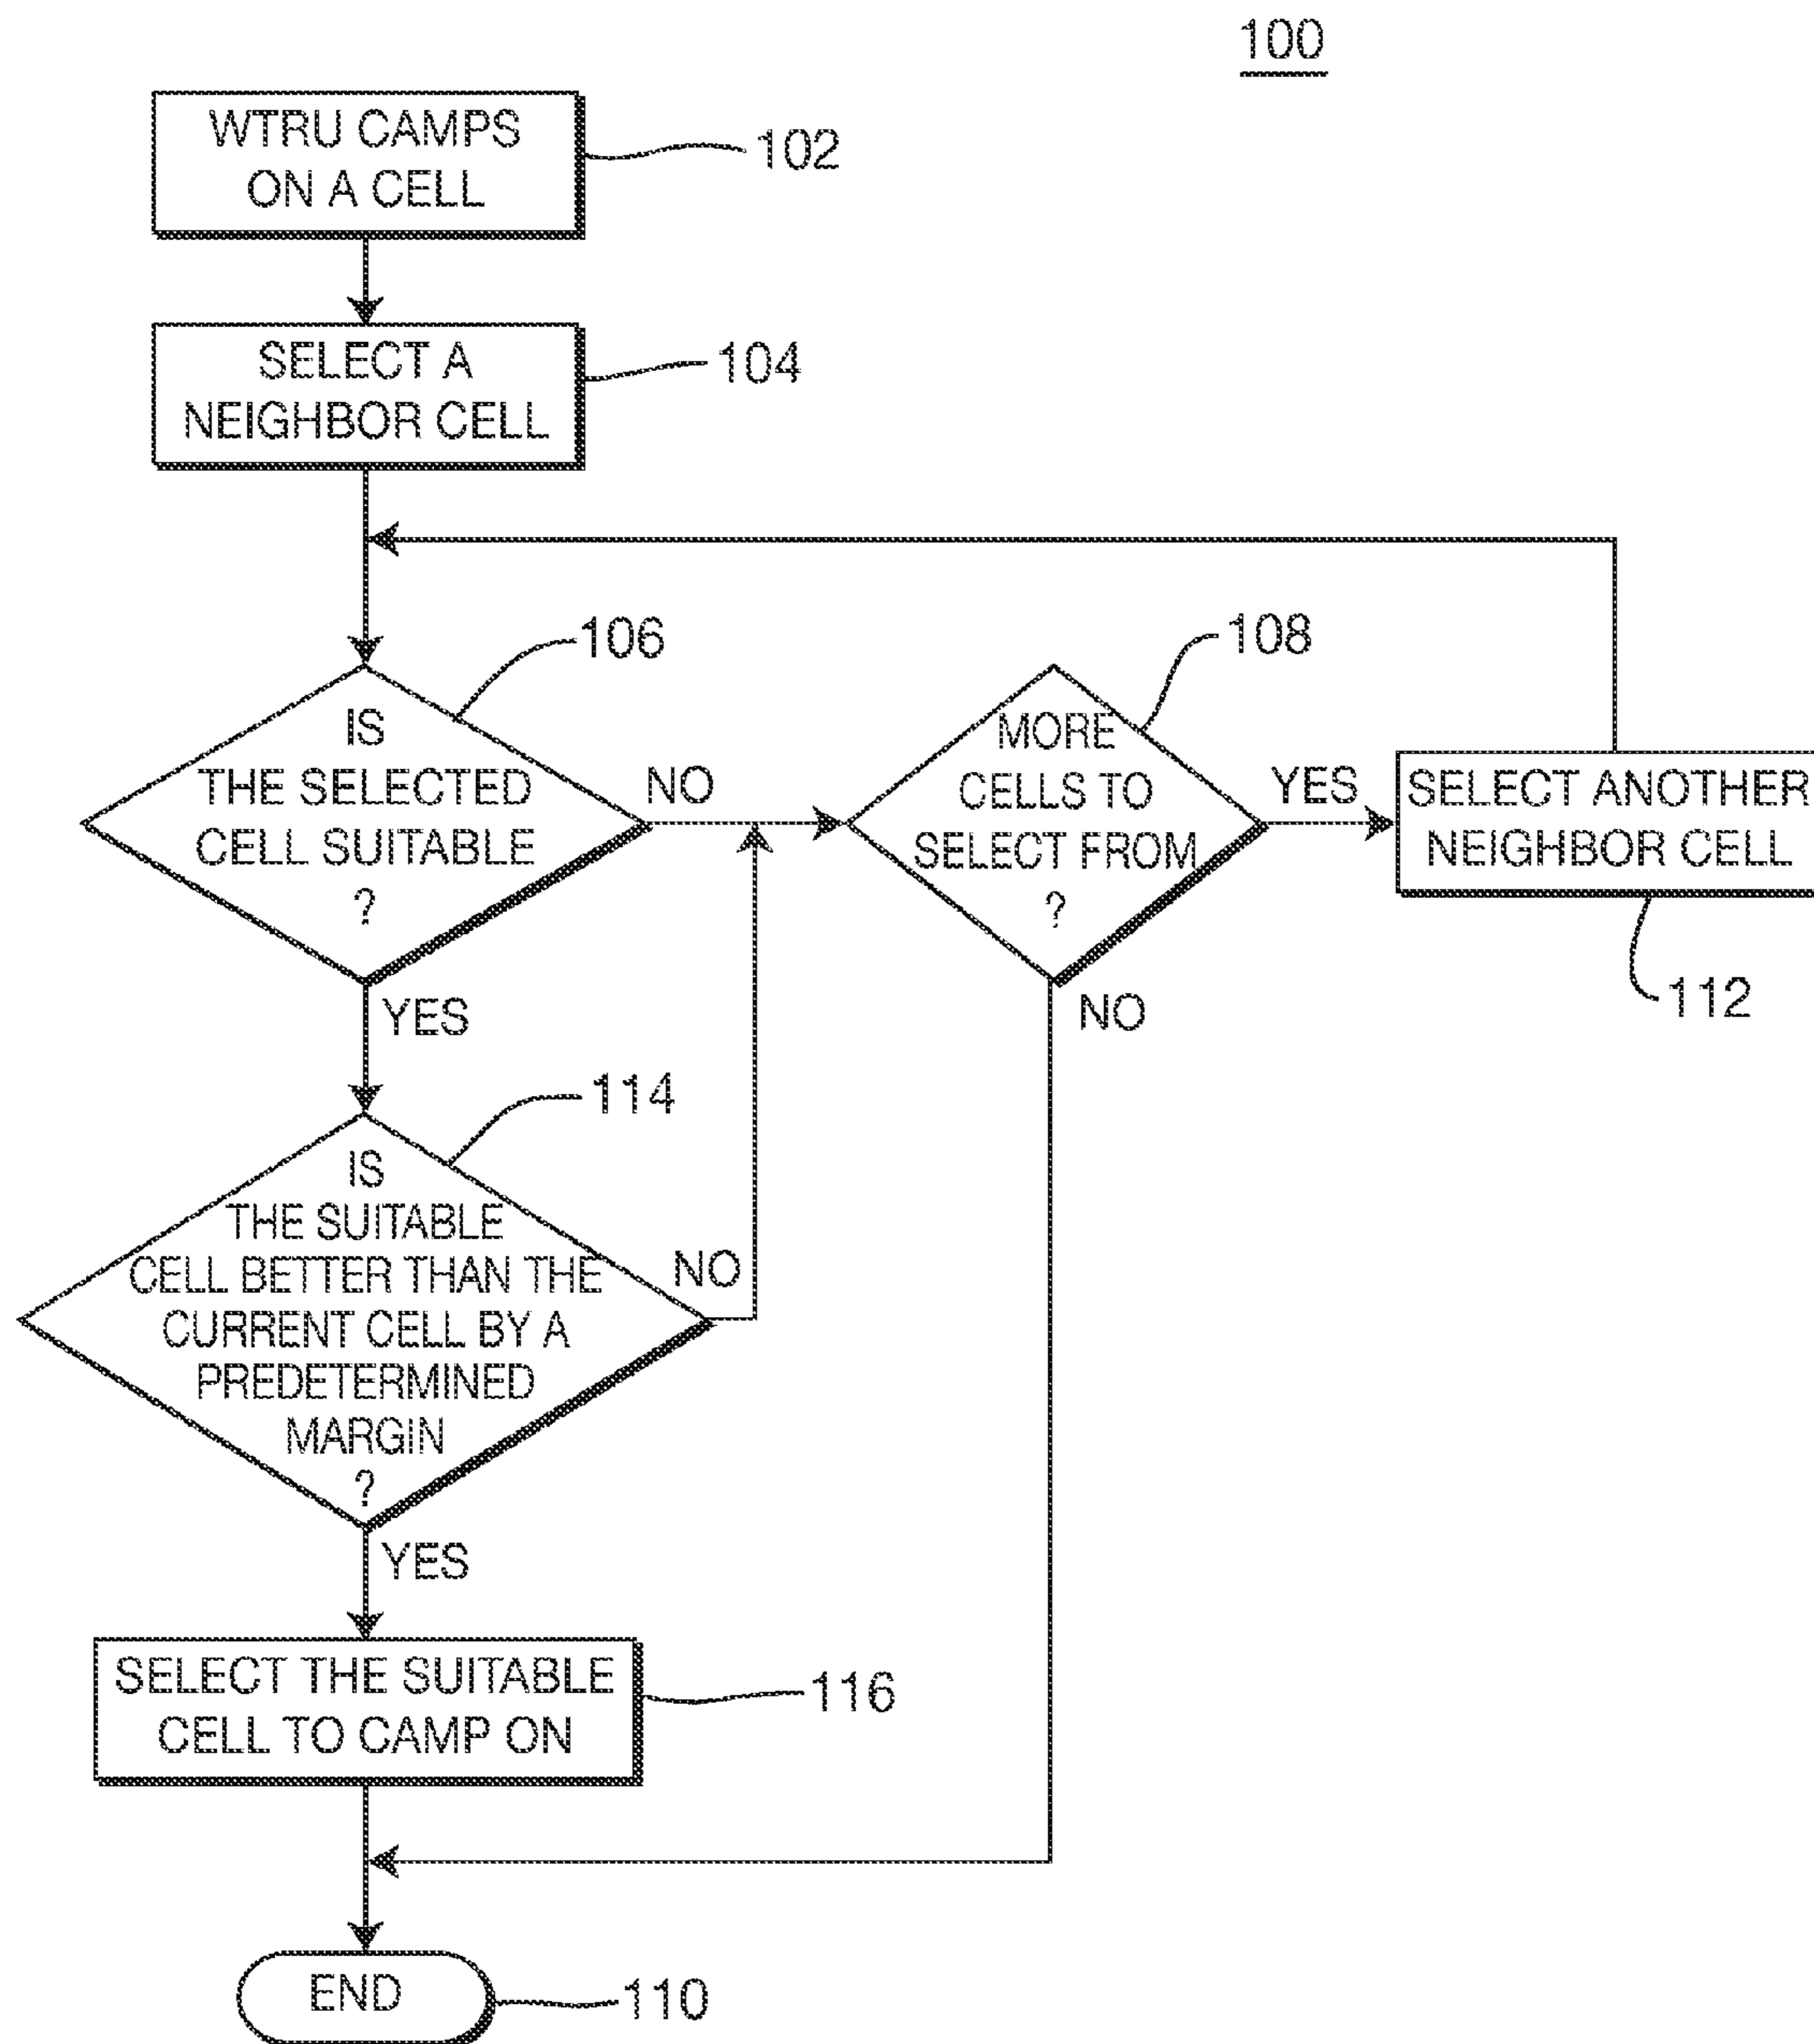 100
WTRU CAMPS
ON A CELL
102
SELECT A
NEIGHBOR CELL
104
IS
THE SELECTED
CELL SUITABLE
?
106
NO
YES
MORE
CELLS TO
SELECT FROM
?
108
YES
NO
SELECT ANOTHER
NEIGHBOR CELL
112
IS
THE SUITABLE
CELL BETTER THAN THE
CURRENT CELL BY A
PREDETERMINED
MARGIN
?
114
NO
YES
SELECT THE SUITABLE
CELL TO CAMP ON
116
END
110